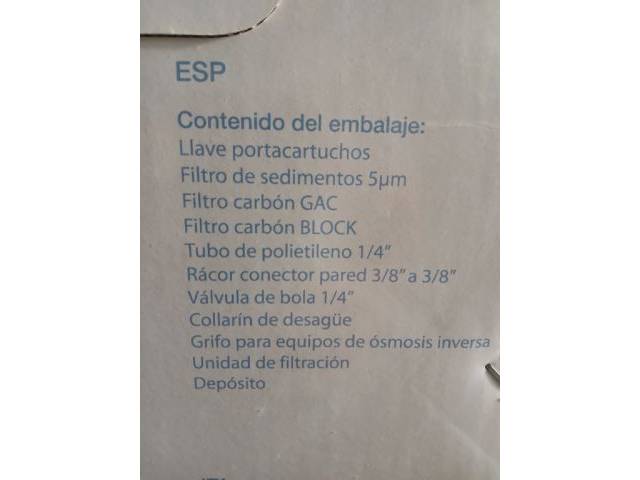 ESP
Contenido del embalaje:
Llave portacartuchos
Filtro de sedimentos 5µm
Filtro carbón GAC
Filtro carbón BLOCK
Tubo de polietileno 1/4”
Rácor conector pared 3/8” a 3/8”
Válvula de bola 1/4”
Collarín de desagüe
Grifo para equipos de ósmosis inversa
Unidad de filtración
Depósito